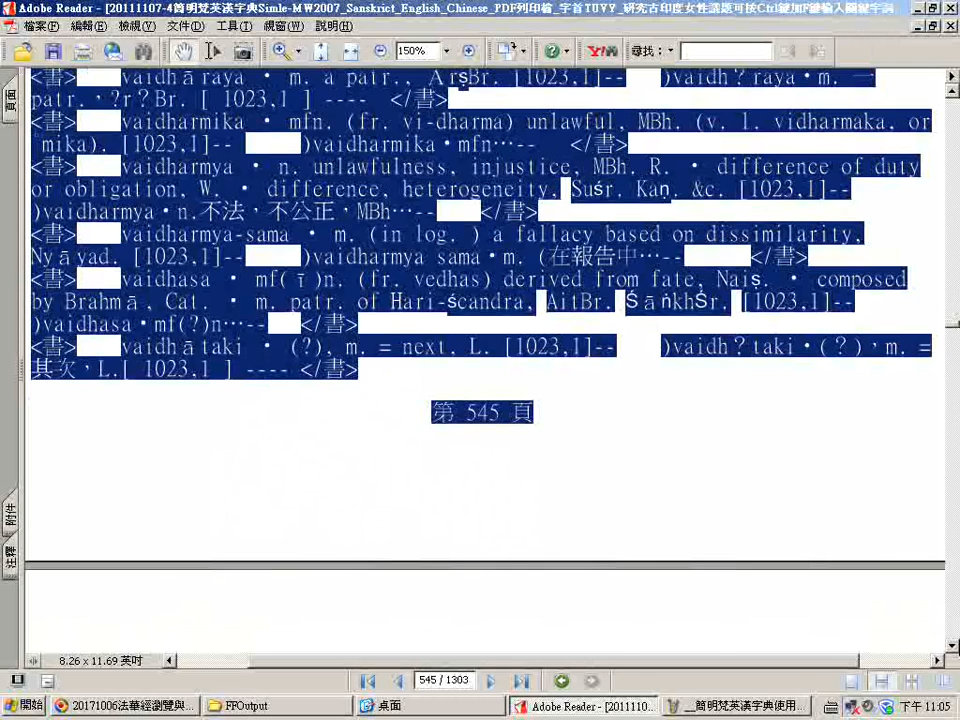 Adobe Reader - [20111107-4簡明梵英漢字典Simle-MW2007_Sanskrict_English_Chinese_PDF列印檔_字首TUVY_研究古印度女性議題可按Ctrl鍵加F鍵輸入關鍵字詞
檔案(F) 編輯(E) 檢視(V) 文件(D) 工具(T) 視窗(W) 說明(H)
150% 尋找:
頁面
<書> vaidhāraya‧m. a patr., ĀrṣBr. [1023,1]-- )vaidh？raya‧m. 一
patr.，?r？Br. [ 1023,1 ] ---- </書>
<書> vaidharmika ‧ mfn. (fr. vi-dharma) unlawful, MBh. (v. l. vidharmaka, or
°mika). [1023,1]-- )vaidharmika‧mfn…-- </書>
<書> vaidharmya ‧ n. unlawfulness, injustice, MBh. R. ‧ difference of duty
or obligation, W. ‧ difference, heterogeneity, Suśr. Kaṇ. &c. [1023,1]--
)vaidharmya‧n.不法，不公正，MBh…-- </書>
<書> vaidharmya-sama ‧ m. (in log. ) a fallacy based on dissimilarity,
Nyāyad. [1023,1]-- )vaidharmya sama‧m. (在報告中…-- </書>
<書> vaidhasa ‧ mf( ī )n. (fr. vedhas) derived from fate, Naiṣ. ‧ composed
by Brahmā, Cat. ‧ m. patr. of Hari-ścandra, AitBr. ŚāṅkhŚr. [1023,1]--
)vaidhasa‧mf(?)n…-- </書>
<書> vaidhātaki ‧ (?), m. = next, L. [1023,1]-- )vaidh？taki‧(？)，m. =
其次，L.[ 1023,1 ] ---- </書>
第 545 頁
附件
注釋
8.26 x 11.69 英吋
545 / 1303
開始 20171006法華經瀏覽與... FFOutput 桌面 Adobe Reader - [2011110... __簡明梵英漢字典使用... 下午 11:05